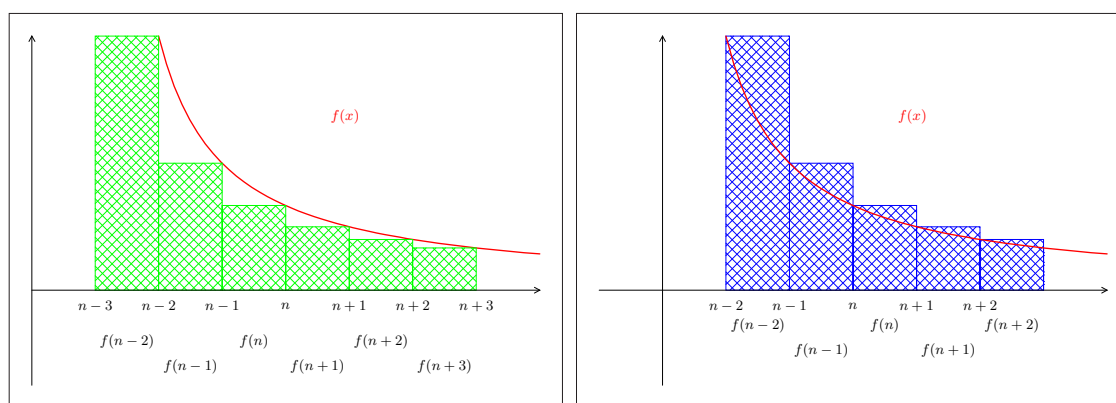 f(x)
n − 3 n − 2 n − 1 n n + 1 n + 2 n + 3
f(n − 2) f(n) f(n + 2)
f(n − 1) f(n + 1) f(n + 3)
f(x)
n − 2 n − 1 n n + 1 n + 2
f(n − 2) f(n) f(n + 2)
f(n − 1) f(n + 1)